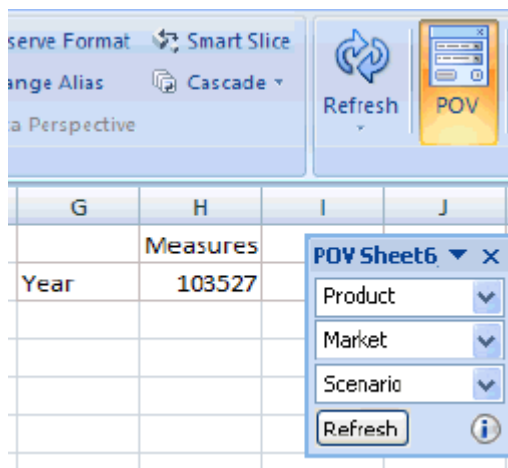 serve Format Smart Slice
ange Alias Cascade
a Perspective
Refresh POV
G H I J
Measures
Year 103527
POV Sheet6
Product
Market
Scenario
Refresh